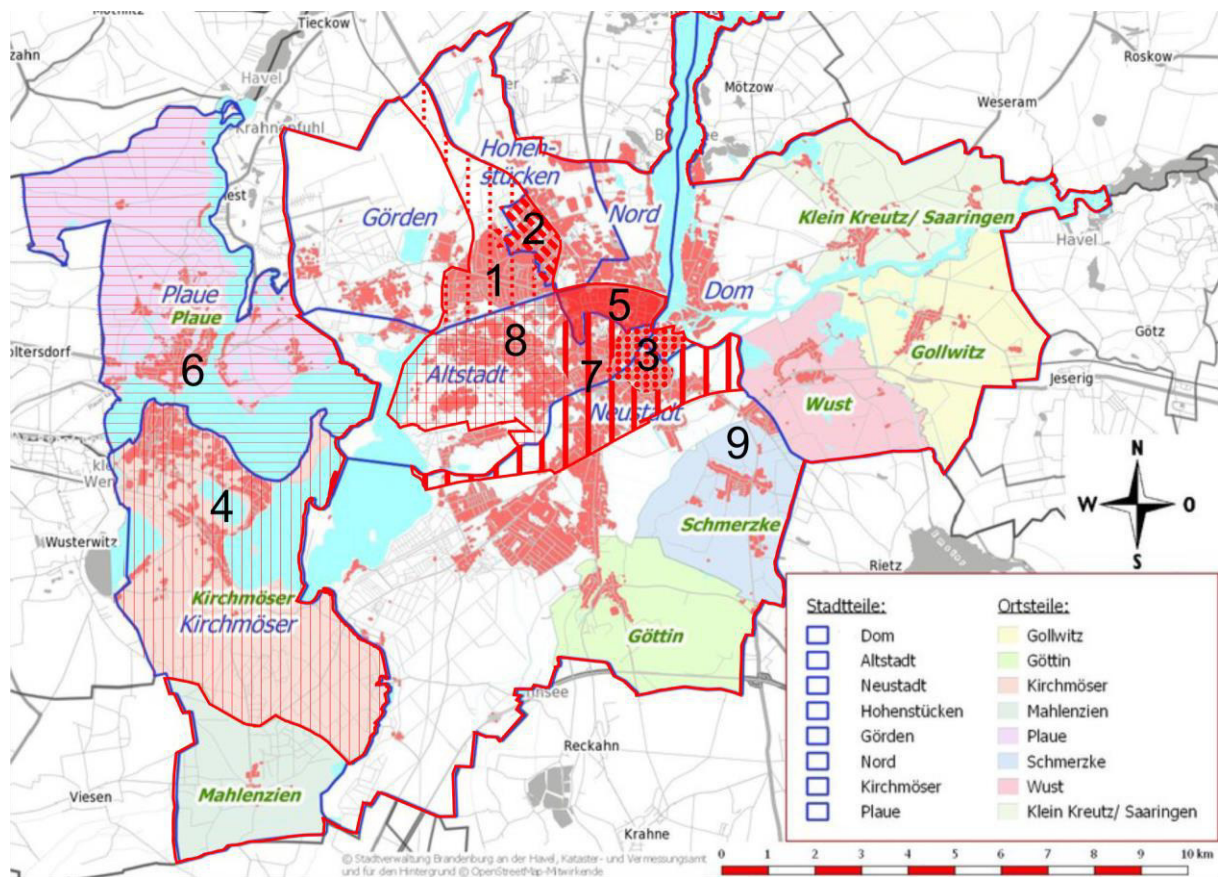 Tieckow
Havel
Roskow
Mötzow
Weseram
Krahnenfuhl
Hohen-
stücken
Görden
Nord
2
Klein Kreutz/ Saaringen
Havel
1
Plaue
Plaue
Dom
5
Götz
8
3
Gollwitz
6
Altstadt
7
Jeserig
Neustadt
Wust
9
N
4
W
O
Schmerzke
S
Wusterwitz
Rietz
Emster
Kirchmöser
Kirchmöser
Göttin
Stadtteile:
Dom
Altstadt
Neustadt
Hohenstücken
Görden
Nord
Kirchmöser
Plaue
Ortsteile:
Gollwitz
Göttin
Kirchmöser
Mahlenzien
Plaue
Schmerzke
Wust
Klein Kreutz/ Saaringen
Reckahn
Viesen
Mahlenzien
Krahne
© Stadtverwaltung Brandenburg an der Havel, Kataster- und Vermessungsamt
und für den Hintergrund © OpenStreetMap-Mitwirkende
0 1 2 3 4 5 6 7 8 9 10 km